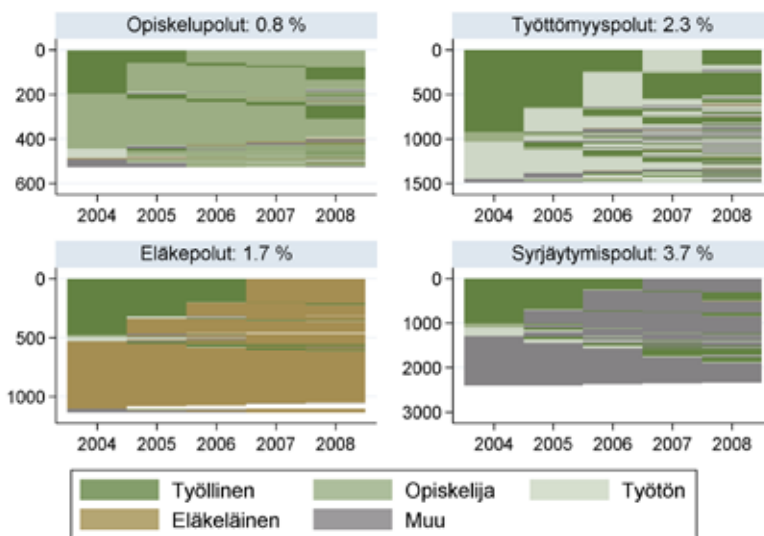 Opiskelupolut: 0.8 %
0
200
400
600
2004 2005 2006 2007 2008
Työttömyyspolut: 2.3 %
0
500
1000
1500
2004 2005 2006 2007 2008
Eläkepolut: 1.7 %
0
500
1000
2004 2005 2006 2007 2008
Syrjäytymispolut: 3.7 %
0
1000
2000
3000
2004 2005 2006 2007 2008
Työllinen Opiskelija Työtön
Eläkeläinen Muu